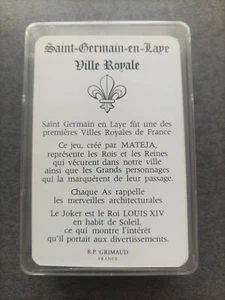 Saint-Germain-en-Laye
Ville Royale
Saint Germain en Laye fût une des
premières Villes Royales de France
Ce jeu, créé par MATEJA,
représente les Rois et les Reines
qui vécurent dans notre ville
ainsi que les Grands personnages
qui la marquèrent de leur passage.
Chaque As rappelle
les merveilles architecturales
Le Joker est le Roi LOUIS XIV
en habit de Soleil,
ce qui montre l'intérêt
qu'il portait aux divertissements.
B.P. GRIMAUD
FRANCE